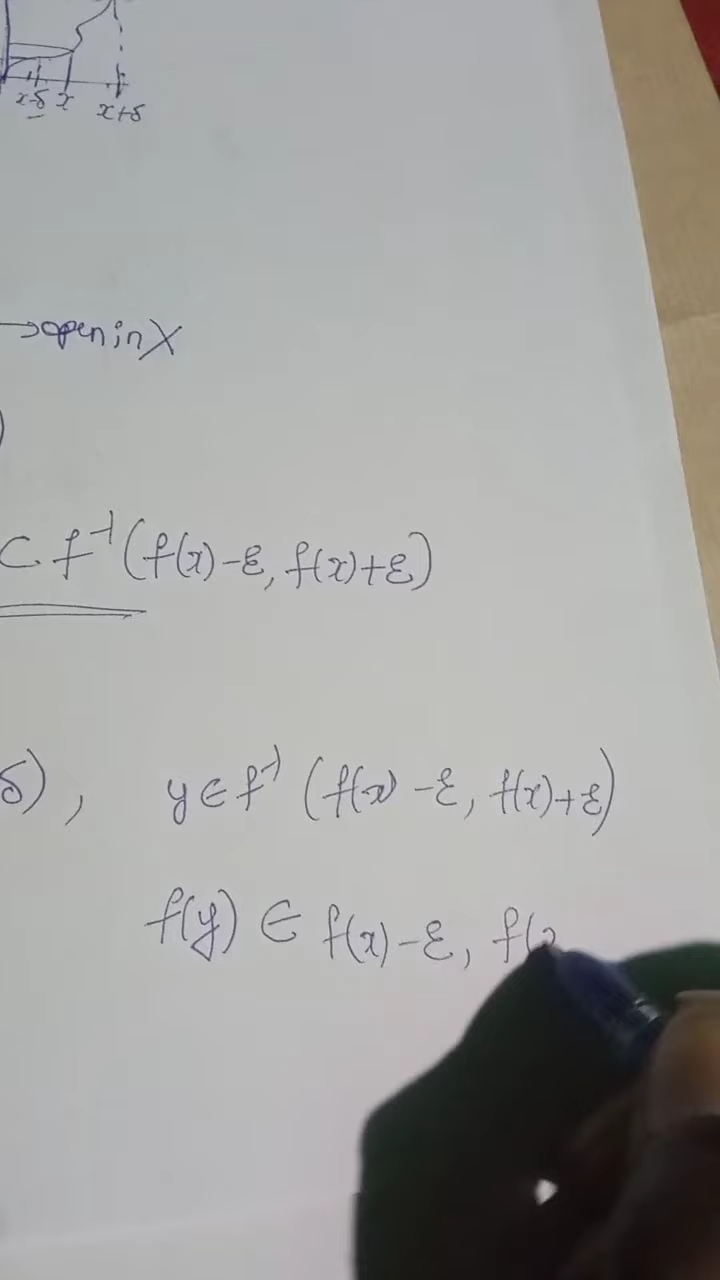 x-δ x x+δ
→open in X
)
⊂ f⁻¹(f(x)-ε, f(x)+ε)
δ), y∈f⁻¹ (f(x)-ε, f(x)+ε)
f(y) ∈ f(x)-ε, f(